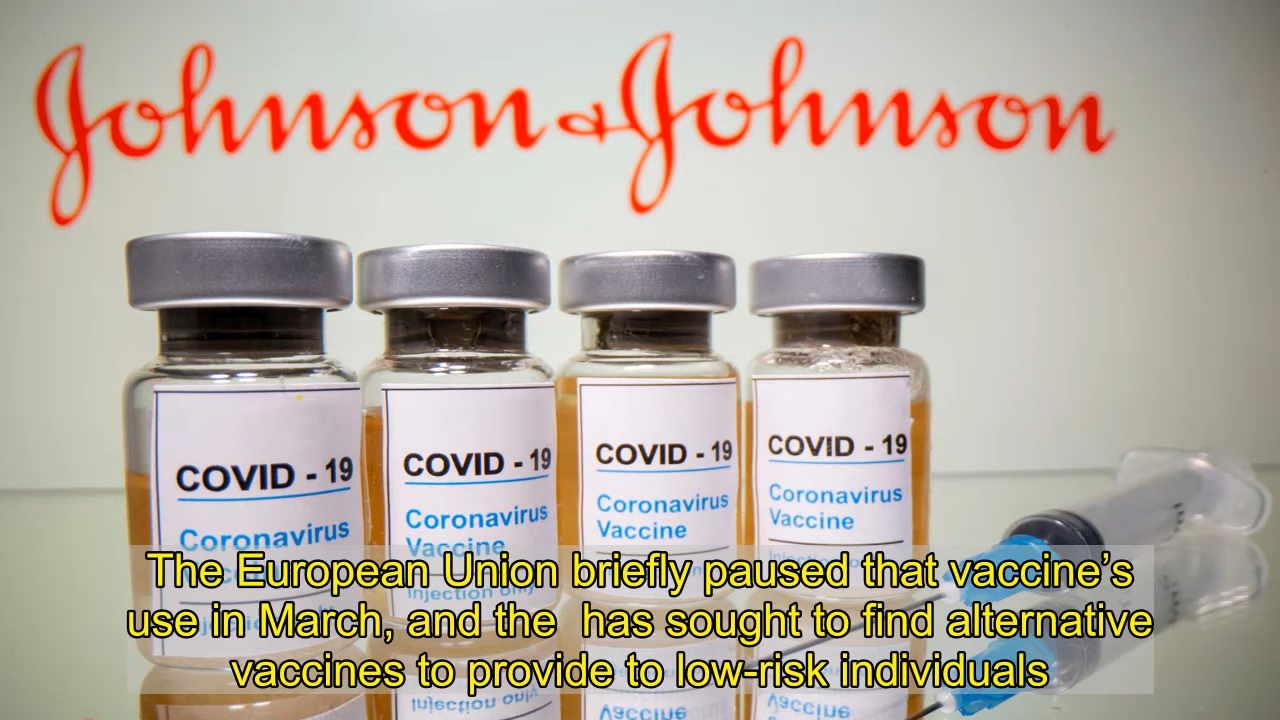 Johnson & Johnson
COVID - 19
Coronavirus
COVID - 19
Coronavirus
Vaccine
Injection only
COVID - 19
Coronavirus
Vaccine
COVID - 19
Coronavirus
Vaccine
The European Union briefly paused that vaccine’s
use in March, and the  has sought to find alternative
vaccines to provide to low-risk individuals